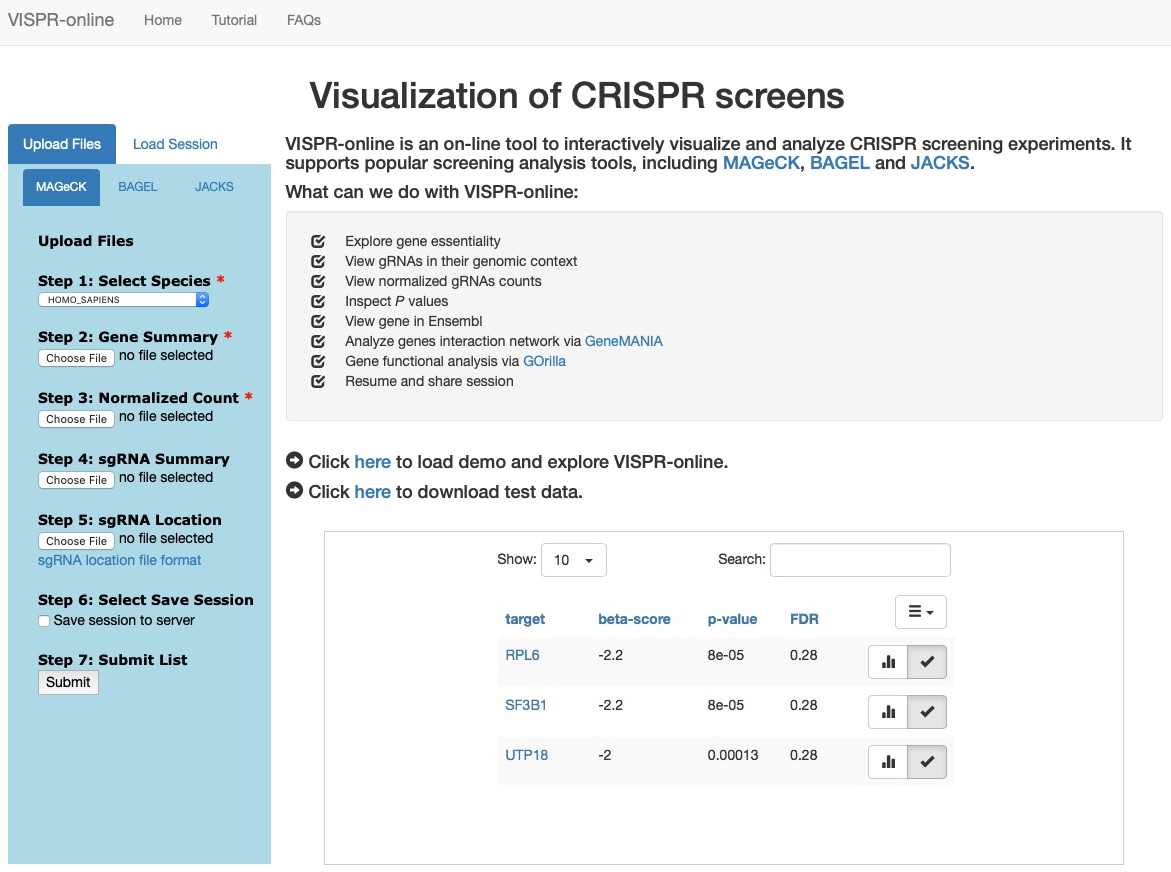 VISPR-online Home Tutorial FAQs
Visualization of CRISPR screens
Upload Files Load Session
MAGeCK BAGEL JACKS
Upload Files
Step 1: Select Species *
HOMO_SAPIENS
Step 2: Gene Summary *
Choose File no file selected
Step 3: Normalized Count *
Choose File no file selected
Step 4: sgRNA Summary
Choose File no file selected
Step 5: sgRNA Location
Choose File no file selected
sgRNA location file format
Step 6: Select Save Session
Save session to server
Step 7: Submit List
Submit
VISPR-online is an on-line tool to interactively visualize and analyze CRISPR screening experiments. It
supports popular screening analysis tools, including MAGeCK, BAGEL and JACKS.
What can we do with VISPR-online:
Explore gene essentiality
View gRNAs in their genomic context
View normalized gRNAs counts
Inspect P values
View gene in Ensembl
Analyze genes interaction network via GeneMANIA
Gene functional analysis via GOrilla
Resume and share session
Click here to load demo and explore VISPR-online.
Click here to download test data.
Show: 10 Search:
target beta-score p-value FDR
RPL6 -2.2 8e-05 0.28
SF3B1 -2.2 8e-05 0.28
UTP18 -2 0.00013 0.28